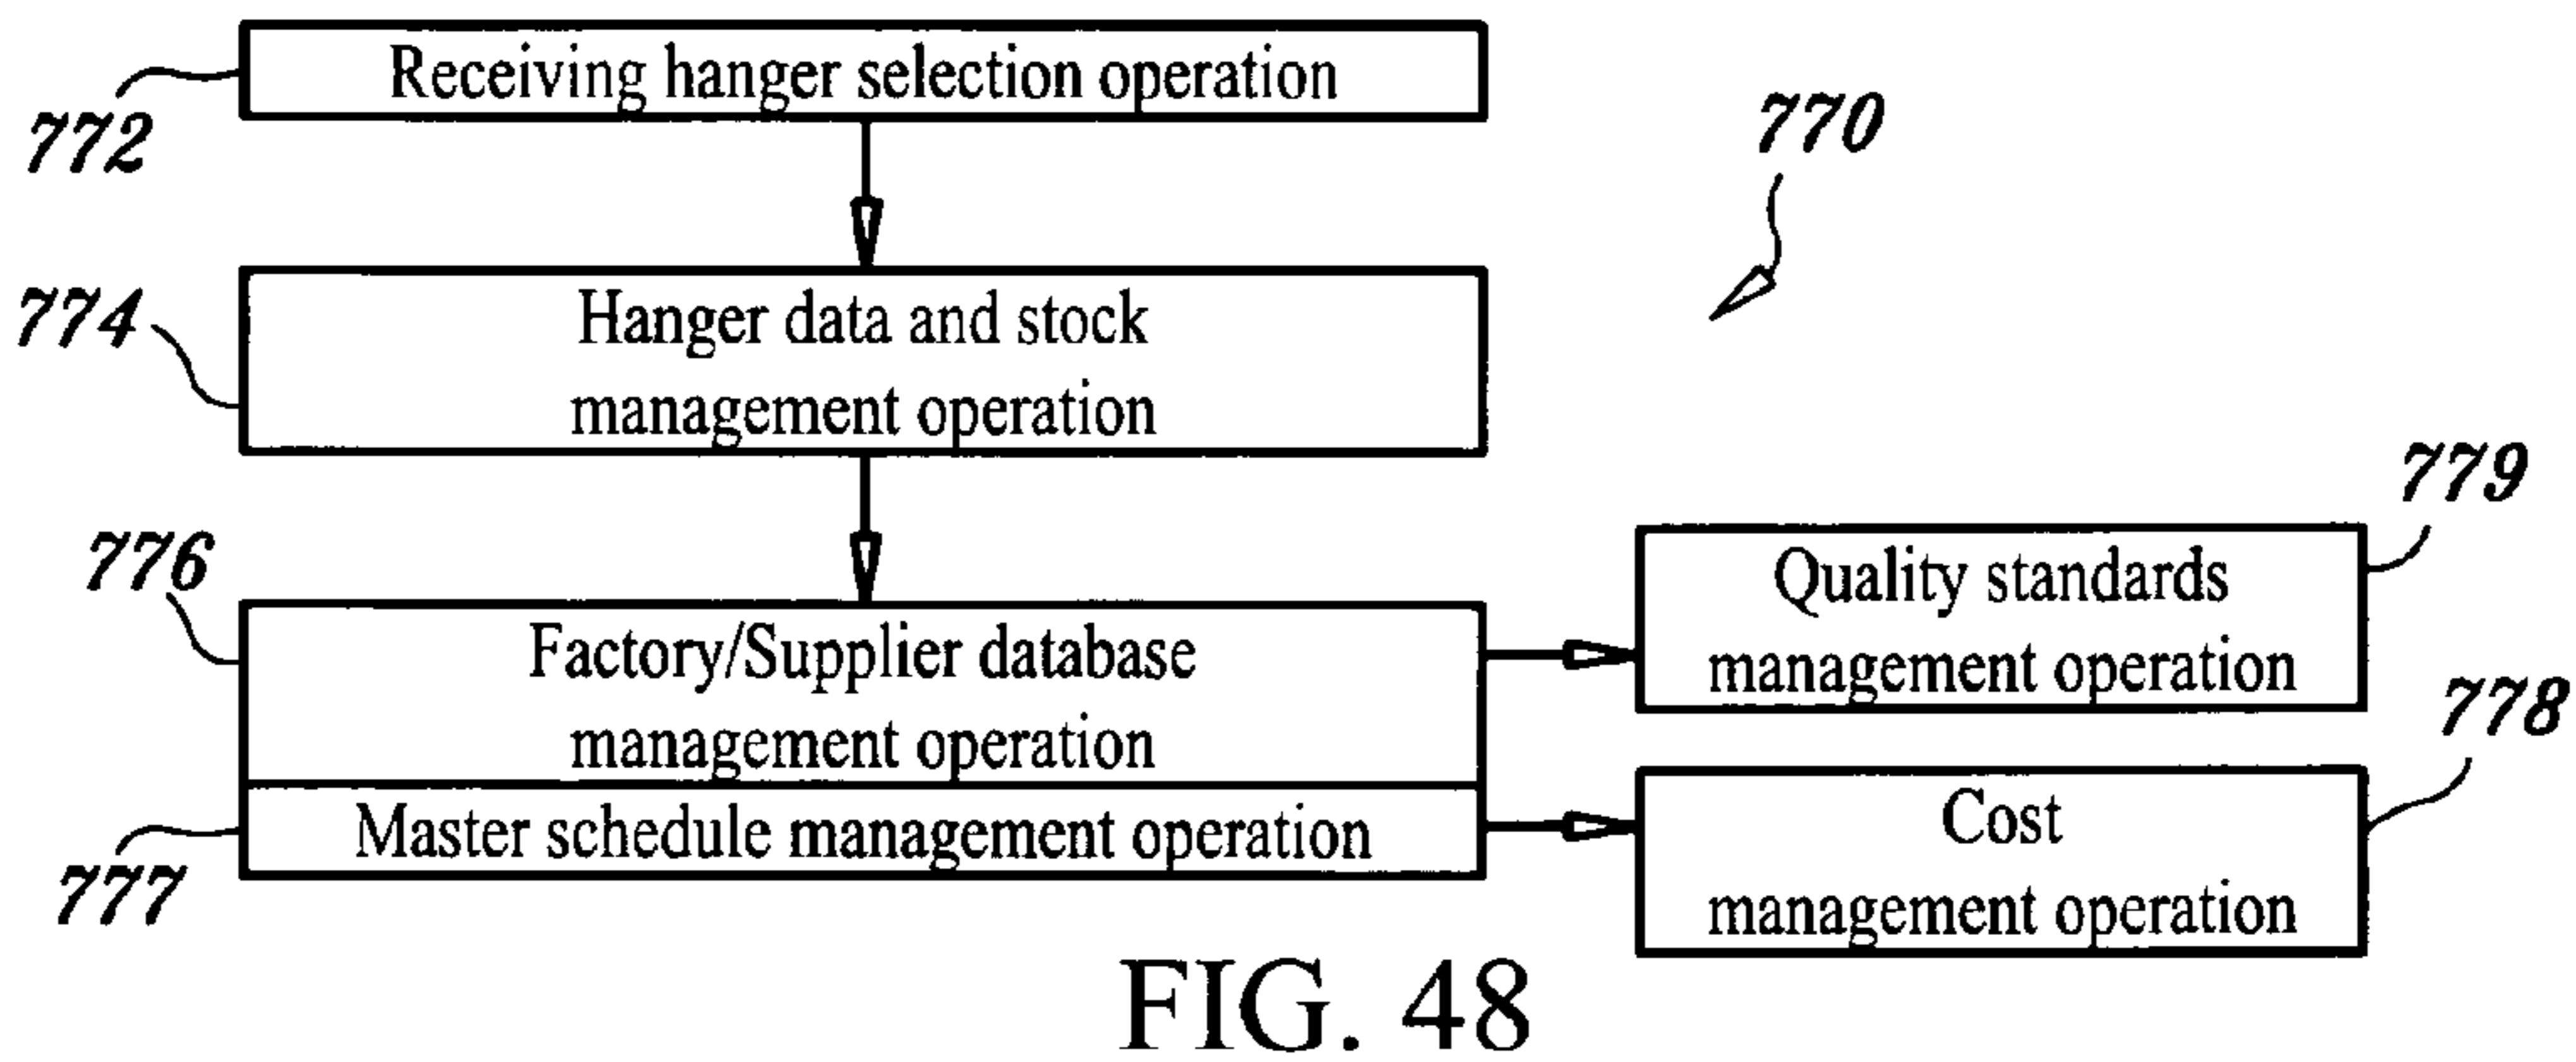 Receiving hanger selection operation
772
770
Hanger data and stock
management operation
774
776
Factory/Supplier database
management operation
Master schedule management operation
777
779
Quality standards
management operation
778
Cost
management operation
FIG. 48